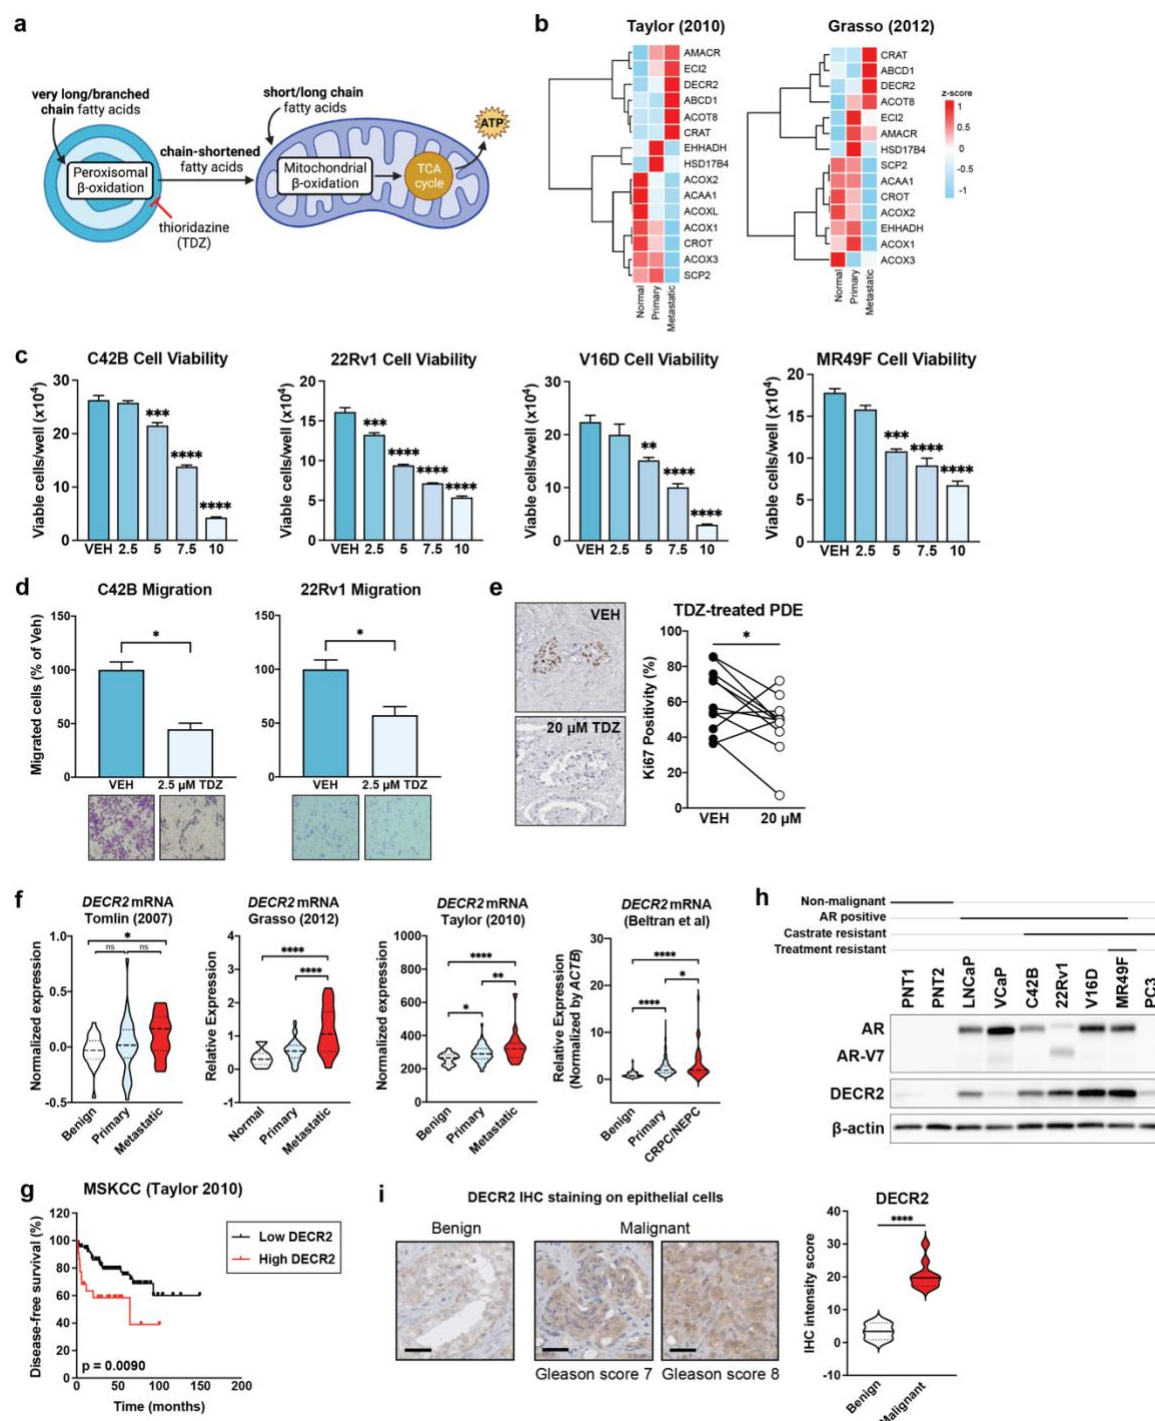 a
very long/branched
chain fatty acids
Peroxisomal
β-oxidation
thioridazine
(TDZ)
chain-shortened
fatty acids
short/long chain
fatty acids
Mitochondrial
β-oxidation
TCA
cycle
ATP
b
Taylor (2010)
AMACR
ECI2
DECR2
ABCD1
ACOT8
CRAT
EHHADH
HSD17B4
ACOX2
ACAA1
ACOXL
ACOX1
CROT
ACOX3
SCP2
Normal
Primary
Metastatic
Grasso (2012)
CRAT
ABCD1
DECR2
ACOT8
ECI2
AMACR
HSD17B4
SCP2
ACAA1
CROT
ACOX2
EHHADH
ACOX1
ACOX3
Normal
Primary
Metastatic
z-score
1
0.5
0
-0.5
-1
c
C42B Cell Viability
Viable cells/well (x10⁴)
30
20
10
0
***
****
****
VEH 2.5 5 7.5 10
22Rv1 Cell Viability
Viable cells/well (x10⁴)
20
15
10
5
0
***
****
****
****
VEH 2.5 5 7.5 10
V16D Cell Viability
Viable cells/well (x10⁴)
30
20
10
0
**
****
****
VEH 2.5 5 7.5 10
MR49F Cell Viability
Viable cells/well (x10⁴)
20
15
10
5
0
***
****
****
VEH 2.5 5 7.5 10
d
C42B Migration
Migrated cells (% of Veh)
150
100
50
0
*
VEH 2.5 µM TDZ
22Rv1 Migration
150
100
50
0
*
VEH 2.5 µM TDZ
e
VEH
20 µM TDZ
TDZ-treated PDE
Ki67 Positivity (%)
100
80
60
40
20
0
*
VEH 20 µM
f
DECR2 mRNA
Tomlin (2007)
Normalized expression
1.0
0.5
0.0
-0.5
*
ns ns
Benign
Primary
Metastatic
DECR2 mRNA
Grasso (2012)
Relative Expression
4
3
2
1
0
-1
****
****
Normal
Primary
Metastatic
DECR2 mRNA
Taylor (2010)
Normalized expression
1000
800
600
400
200
0
****
**
*
Benign
Primary
Metastatic
DECR2 mRNA
(Beltran et al)
Relative Expression
(Normalized by ACTB)
30
20
10
0
****
*
****
Benign
Primary
CRPC/NEPC
g
MSKCC (Taylor 2010)
Disease-free survival (%)
120
100
80
60
40
20
0
Low DECR2
High DECR2
p = 0.0090
0 50 100 150 200
Time (months)
h
Non-malignant
AR positive
Castrate resistant
Treatment resistant
PNT1
PNT2
LNCaP
VCaP
C42B
22Rv1
V16D
MR49F
PC3
AR
AR-V7
DECR2
β-actin
i
DECR2 IHC staining on epithelial cells
Benign Malignant
Gleason score 7 Gleason score 8
DECR2
IHC intensity score
40
30
20
10
0
-10
****
Benign
Malignant